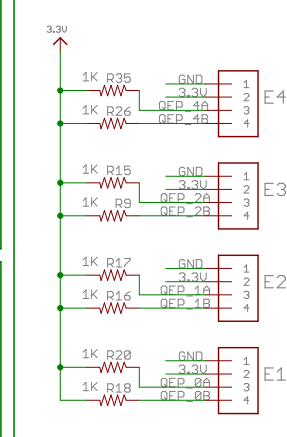 3.3V
1K R35 GND 1
3.3V 2 E4
QEP_4A 3
1K R26 QEP_4B 4
1K R15 GND 1
3.3V 2 E3
QEP_2A 3
1K R9 QEP_2B 4
1K R17 GND 1
3.3V 2 E2
QEP_1A 3
1K R16 QEP_1B 4
1K R20 GND 1
3.3V 2 E1
QEP_0A 3
1K R18 QEP_0B 4